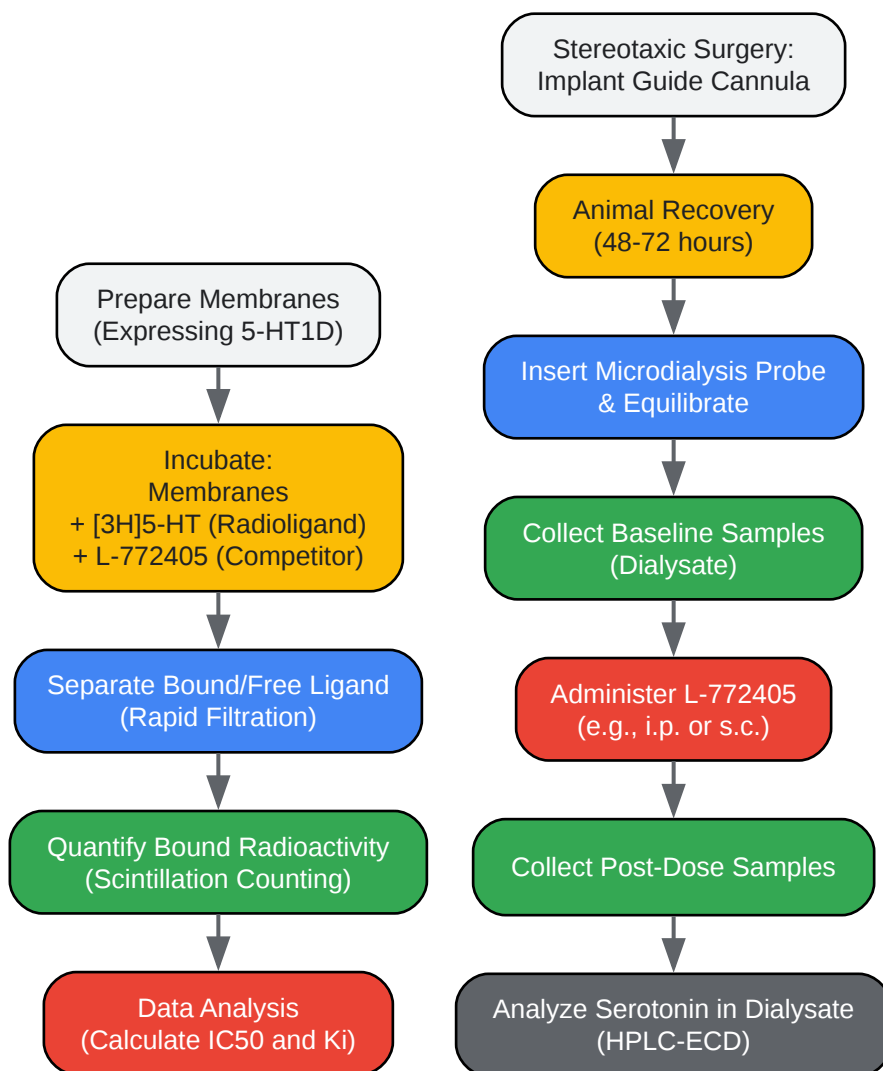 Prepare Membranes
(Expressing 5-HT1D)
Incubate:
Membranes
+ [3H]5-HT (Radioligand)
+ L-772405 (Competitor)
Separate Bound/Free Ligand
(Rapid Filtration)
Quantify Bound Radioactivity
(Scintillation Counting)
Data Analysis
(Calculate IC50 and Ki)
Stereotaxic Surgery:
Implant Guide Cannula
Animal Recovery
(48-72 hours)
Insert Microdialysis Probe
& Equilibrate
Collect Baseline Samples
(Dialysate)
Administer L-772405
(e.g., i.p. or s.c.)
Collect Post-Dose Samples
Analyze Serotonin in Dialysate
(HPLC-ECD)